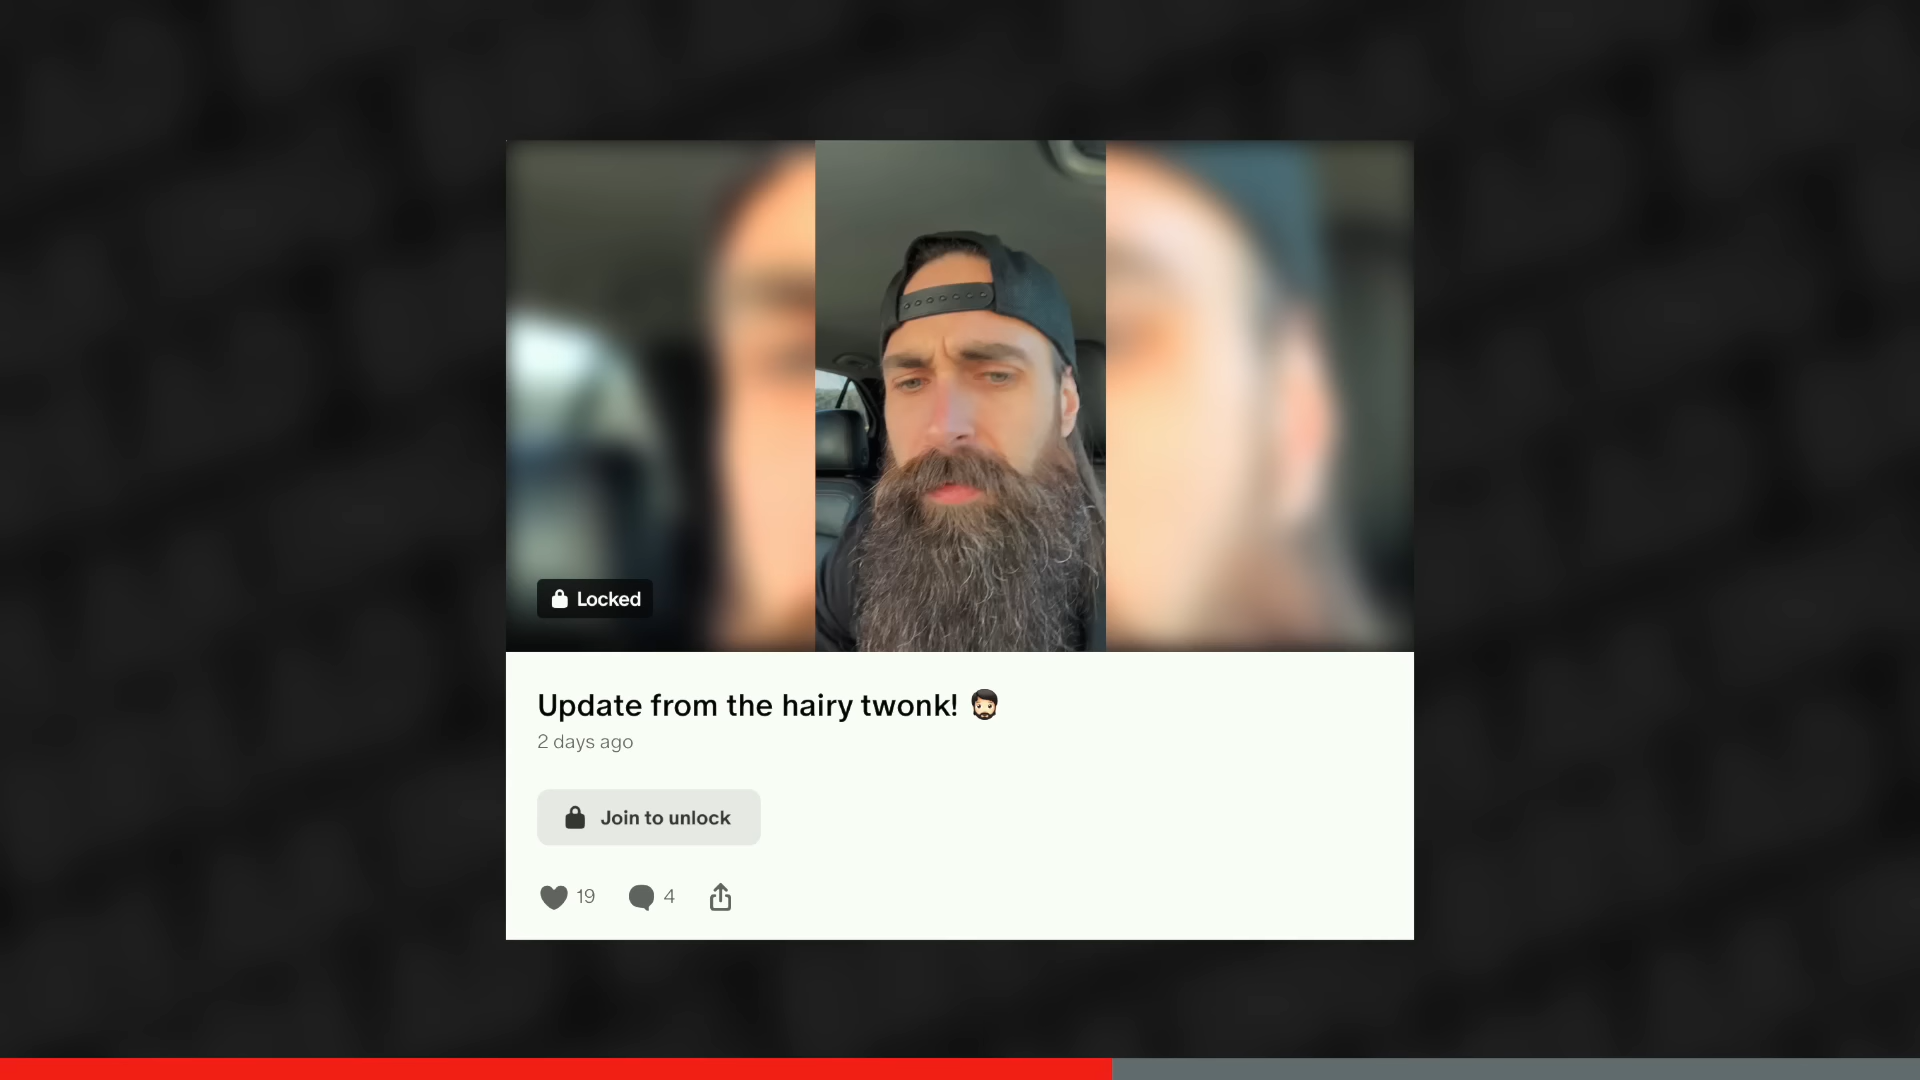 Locked
Update from the hairy twonk! 🧔🏻
2 days ago
Join to unlock
19 4